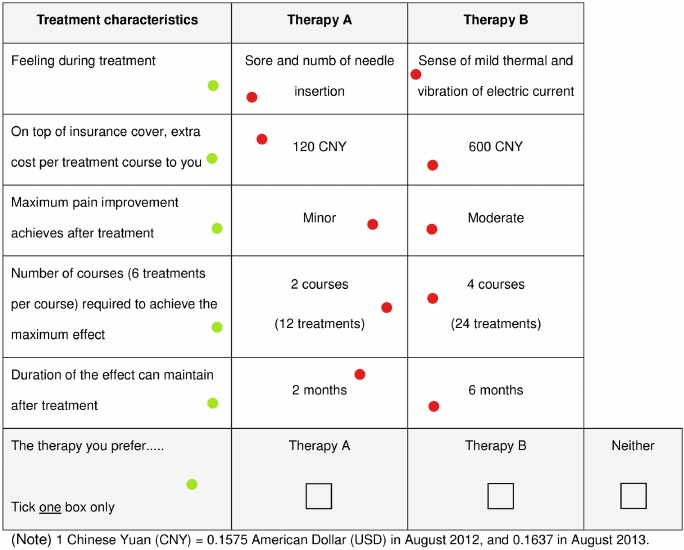 Treatment characteristics Therapy A Therapy B
Feeling during treatment Sore and numb of needle Sense of mild thermal and
insertion vibration of electric current
On top of insurance cover, extra
120 CNY 600 CNY
cost per treatment course to you
Maximum pain improvement
Minor Moderate
achieves after treatment
Number of courses (6 treatments 2 courses 4 courses
per course) required to achieve the
(12 treatments) (24 treatments)
maximum effect
Duration of the effect can maintain
2 months 6 months
after treatment
The therapy you prefer..... Therapy A Therapy B Neither
Tick one box only
(Note) 1 Chinese Yuan (CNY) = 0.1575 American Dollar (USD) in August 2012, and 0.1637 in August 2013.